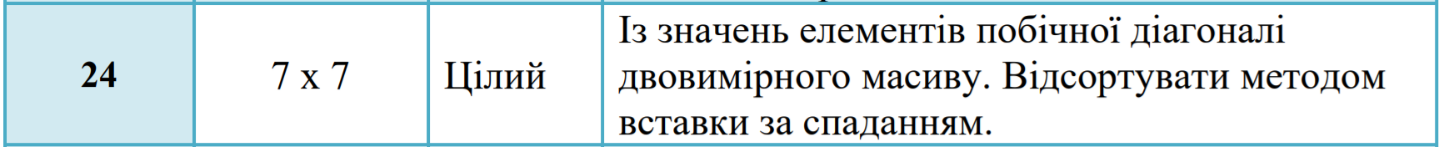 24
7 х 7
Цілий
Із значень елементів побічної діагоналі
двовимірного масиву. Відсортувати методом
вставки за спаданням.